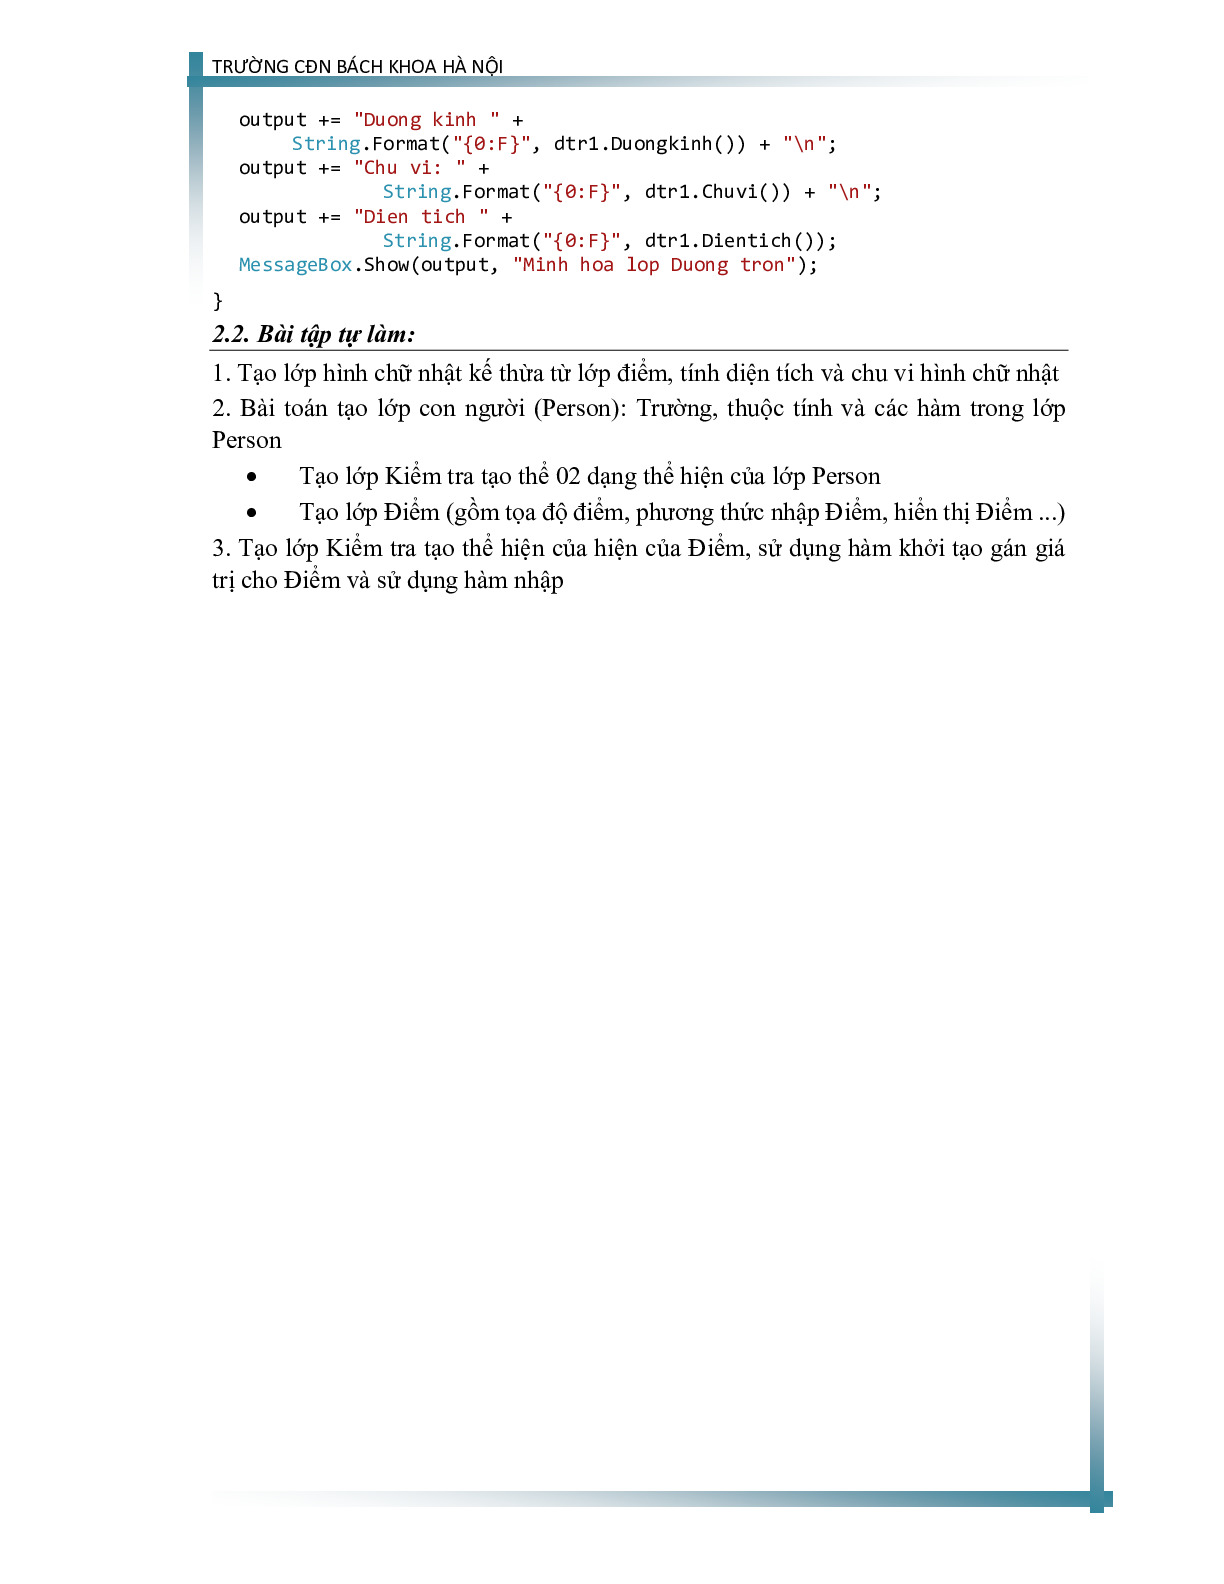 TRƯỜNG CĐN BÁCH KHOA HÀ NỘI
output += "Duong kinh " +
String.Format("{0:F}", dtr1.Duongkinh()) + "\n";
output += "Chu vi: " +
String.Format("{0:F}", dtr1.Chuvi()) + "\n";
output += "Dien tich " +
String.Format("{0:F}", dtr1.Dientich());
MessageBox.Show(output, "Minh hoa lop Duong tron");
}
2.2. Bài tập tự làm:
1. Tạo lớp hình chữ nhật kế thừa từ lớp điểm, tính diện tích và chu vi hình chữ nhật
2. Bài toán tạo lớp con người (Person): Trường, thuộc tính và các hàm trong lớp
Person
• Tạo lớp Kiểm tra tạo thể 02 dạng thể hiện của lớp Person
• Tạo lớp Điểm (gồm tọa độ điểm, phương thức nhập Điểm, hiển thị Điểm ...)
3. Tạo lớp Kiểm tra tạo thể hiện của hiện của Điểm, sử dụng hàm khởi tạo gán giá
trị cho Điểm và sử dụng hàm nhập